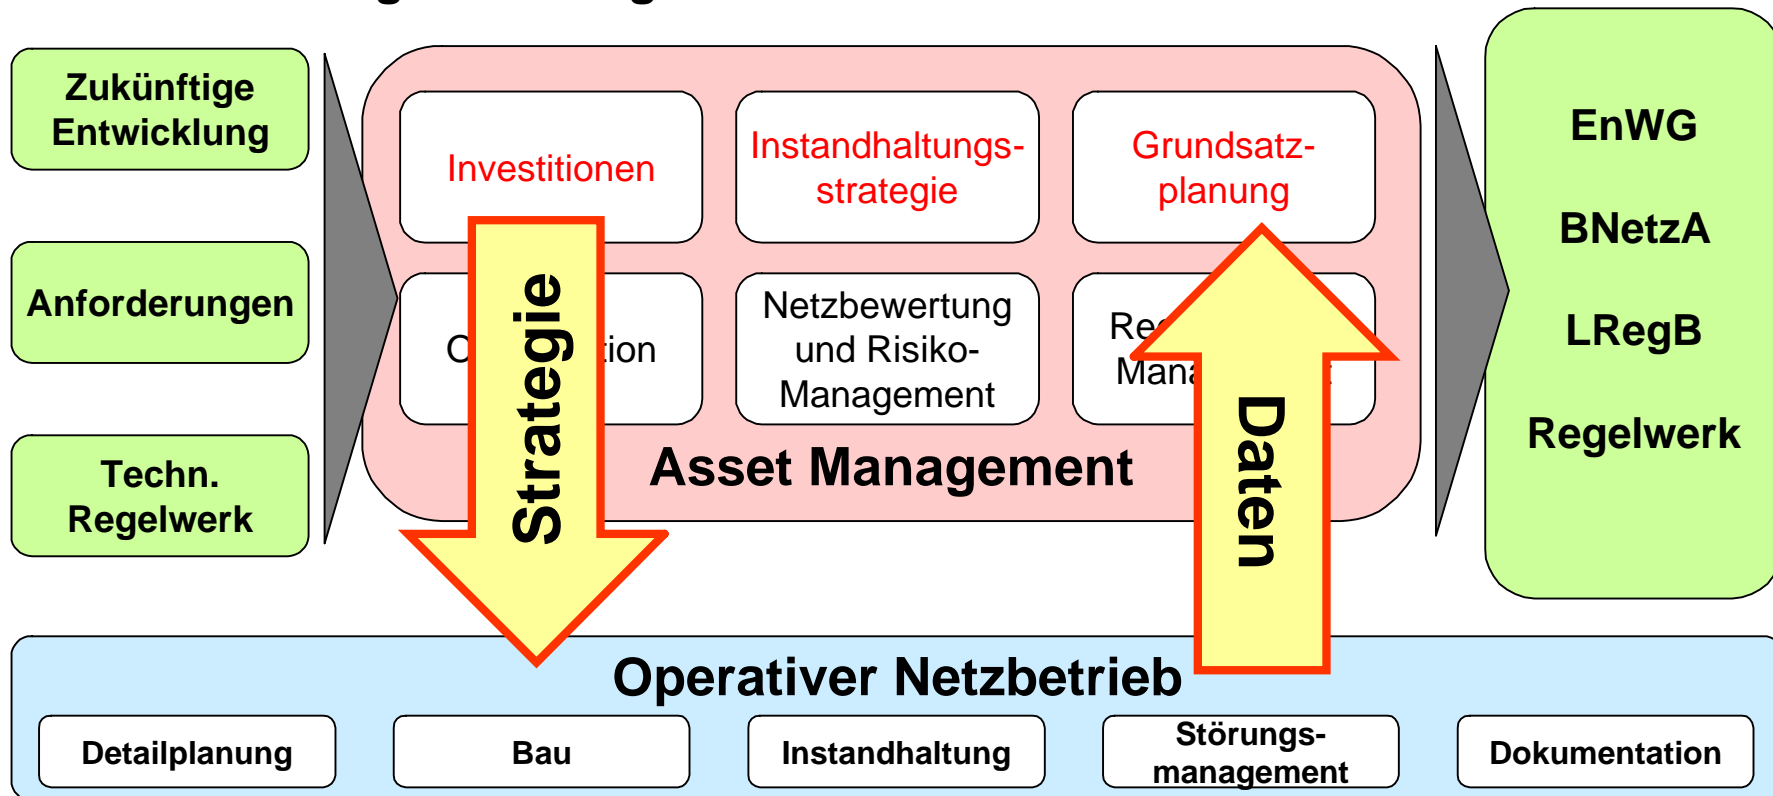 Zukünftige
Entwicklung
Anforderungen
Techn.
Regelwerk
Investitionen
Instandhaltungs-
strategie
Grundsatz-
planung
Netzbewertung
und Risiko-
Management
Asset Management
Strategie
Daten
EnWG
BNetzA
LRegB
Regelwerk
Operativer Netzbetrieb
Detailplanung
Bau
Instandhaltung
Störungs-
management
Dokumentation